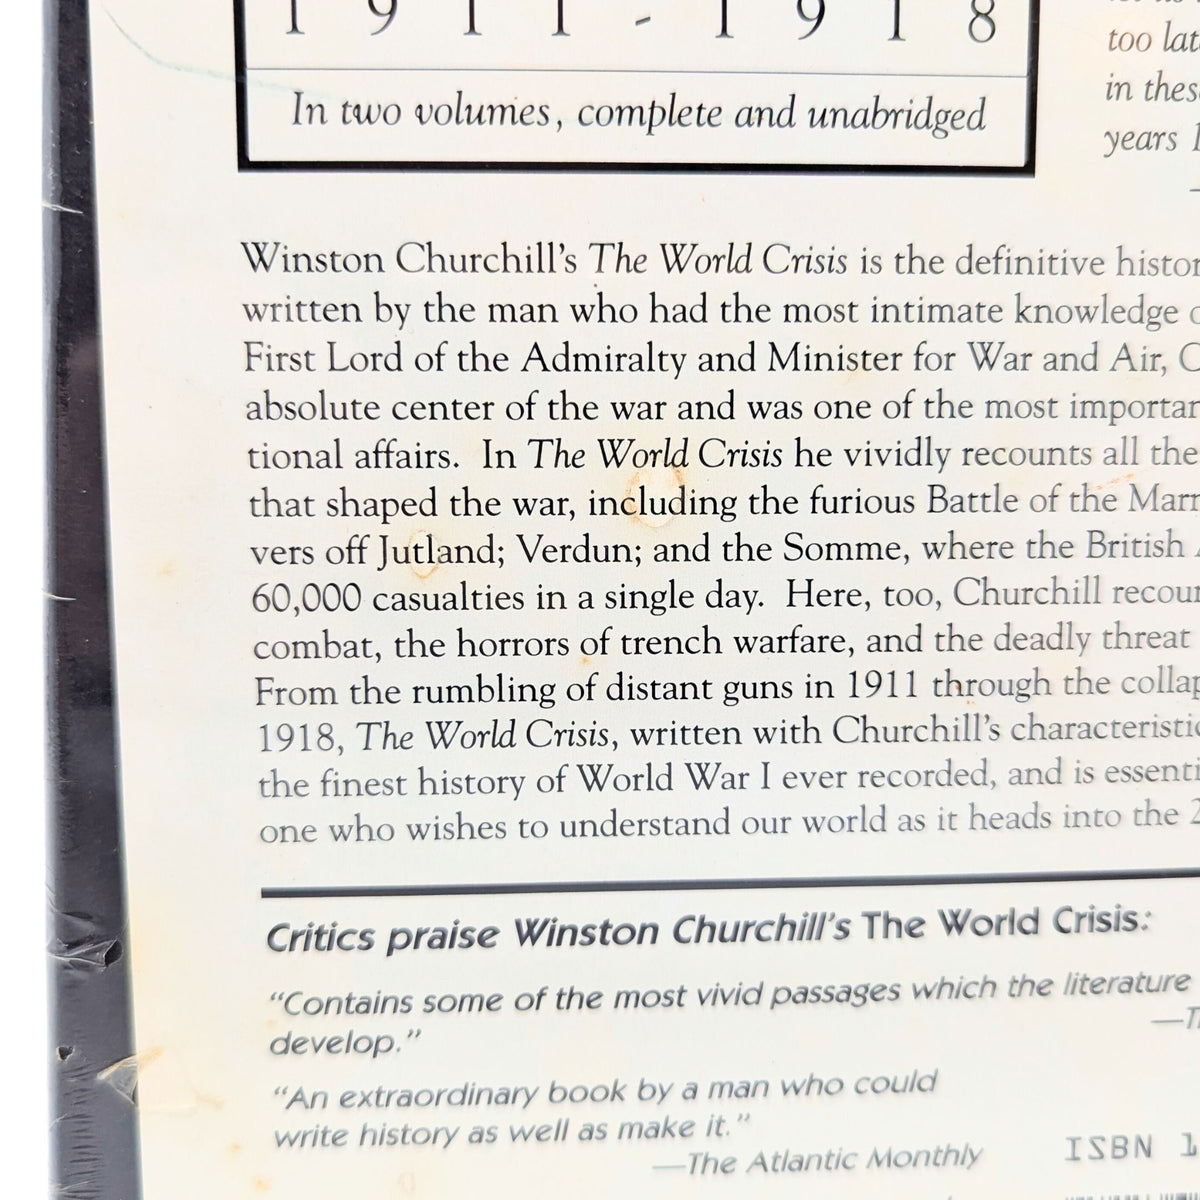 1911-1918
In two volumes, complete and unabridged
too
in
years
Winston Churchill's The World Crisis is the definitive
written by the man who had the most intimate knowledge
First Lord of the Admiralty and Minister for War and Air,
absolute center of the war and was one of the most
tional affairs. In The World Crisis he vividly recounts all the
that shaped the war, including the furious Battle of the
vers off Jutland; Verdun; and the Somme, where the British
60,000 casualties in a single day. Here, too, Churchill
combat, the horrors of trench warfare, and the deadly threat
From the rumbling of distant guns in 1911 through the
1918, The World Crisis, written with Churchill's
the finest history of World War I ever recorded, and is
one who wishes to understand our world as it heads into the
Critics praise Winston Churchill's The World Crisis:
"Contains some of the most vivid passages which the literature
develop."
"An extraordinary book by a man who could
write history as well as make it."
—The Atlantic Monthly
ISBN 1